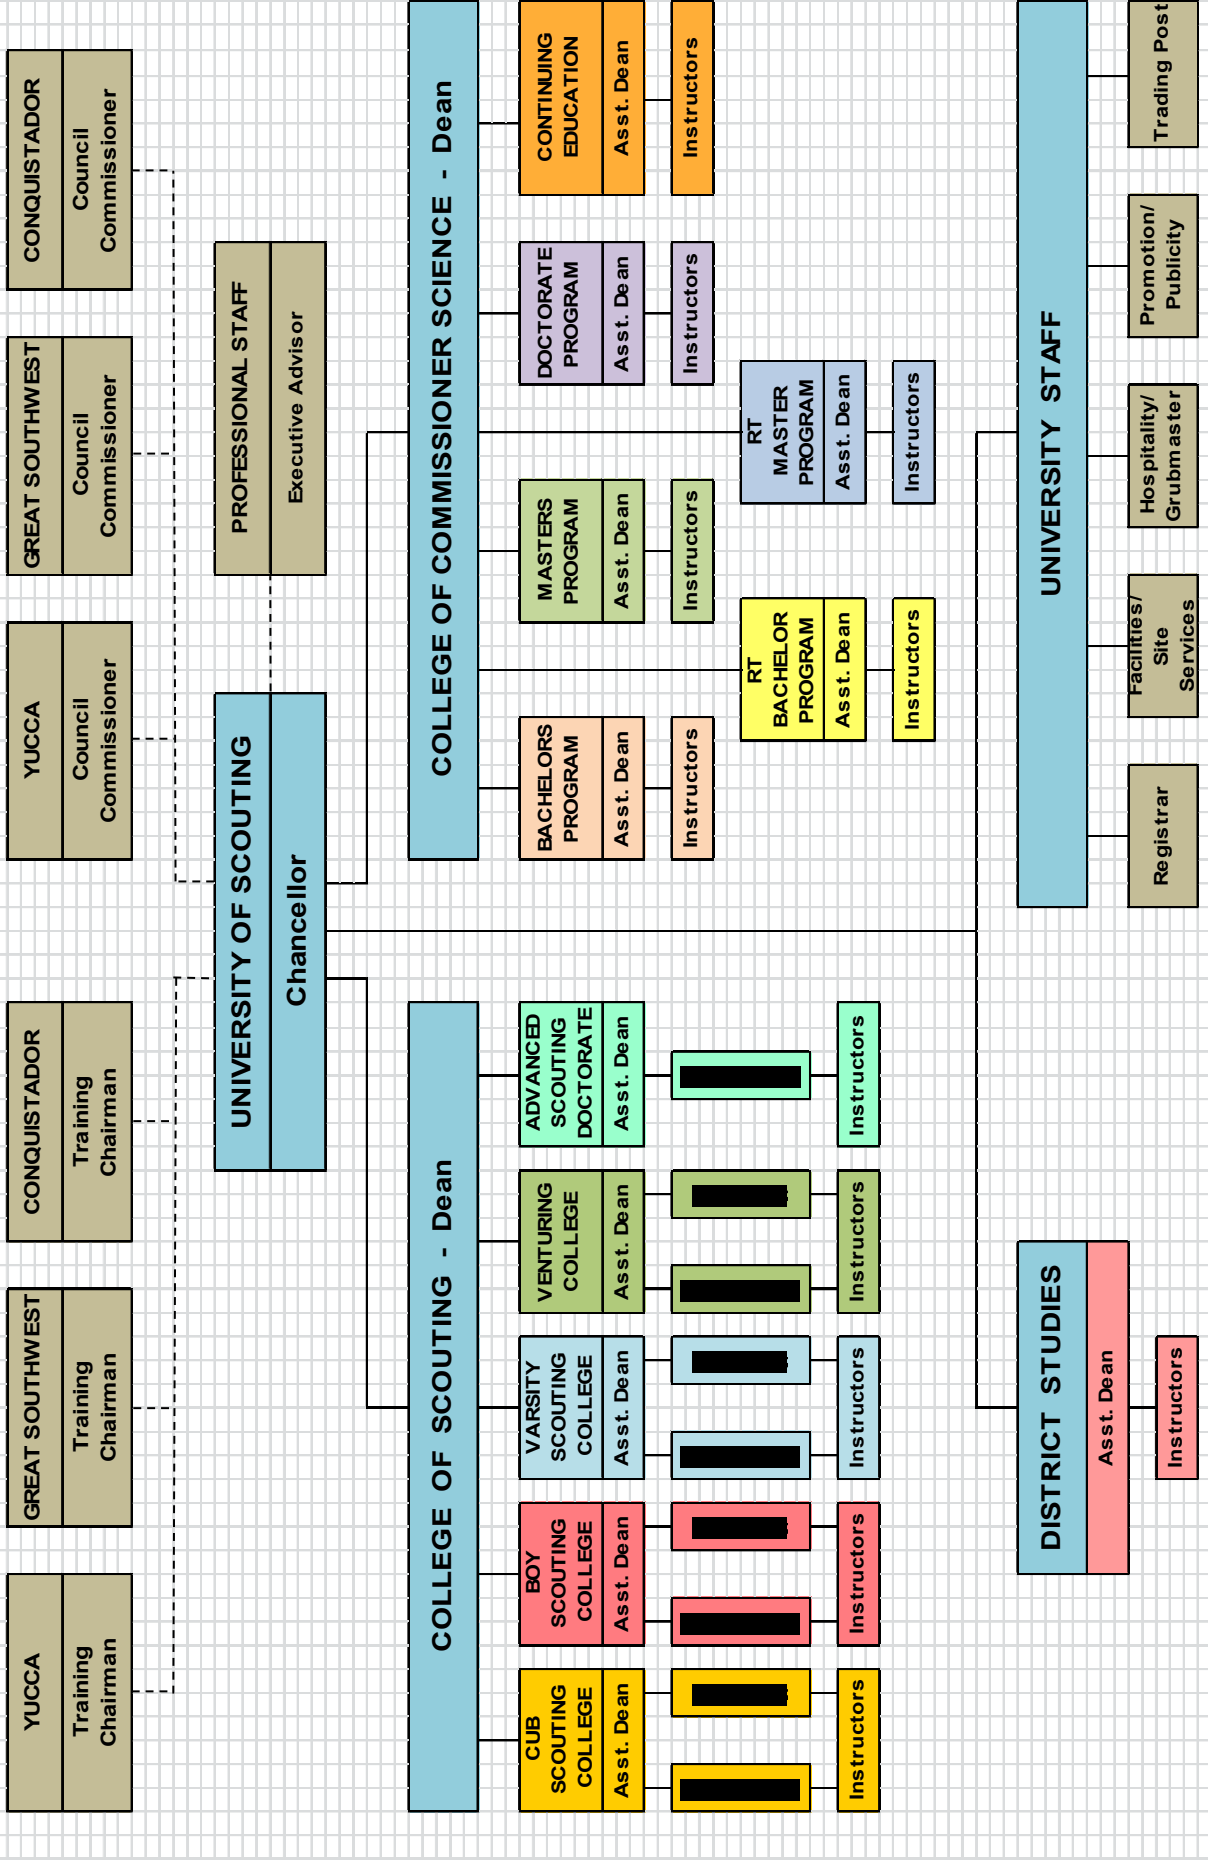 YUCCA
Training
Chairman
GREAT SOUTHWEST
Training
Chairman
CONQUISTADOR
Training
Chairman
YUCCA
Council
Commissioner
GREAT SOUTHWEST
Council
Commissioner
CONQUISTADOR
Council
Commissioner
UNIVERSITY OF SCOUTING
Chancellor
PROFESSIONAL STAFF
Executive Advisor
COLLEGE OF SCOUTING - Dean
COLLEGE OF COMMISSIONER SCIENCE - Dean
CUB
SCOUTING
COLLEGE
Asst. Dean
BOY
SCOUTING
COLLEGE
Asst. Dean
VARSITY
SCOUTING
COLLEGE
Asst. Dean
VENTURING
COLLEGE
Asst. Dean
ADVANCED
SCOUTING
DOCTORATE
Asst. Dean
BACHELORS
PROGRAM
Asst. Dean
MASTERS
PROGRAM
Asst. Dean
DOCTORATE
PROGRAM
Asst. Dean
CONTINUING
EDUCATION
Asst. Dean
Instructors
Instructors
Instructors
Instructors
RT
BACHELOR
PROGRAM
Asst. Dean
RT
MASTER
PROGRAM
Asst. Dean
Instructors
Instructors
Instructors
Instructors
Instructors
Instructors
Instructors
DISTRICT STUDIES
Asst. Dean
Instructors
UNIVERSITY STAFF
Registrar
Facilities/
Site
Services
Hospitality/
Grubmaster
Promotion/
Publicity
Trading Post